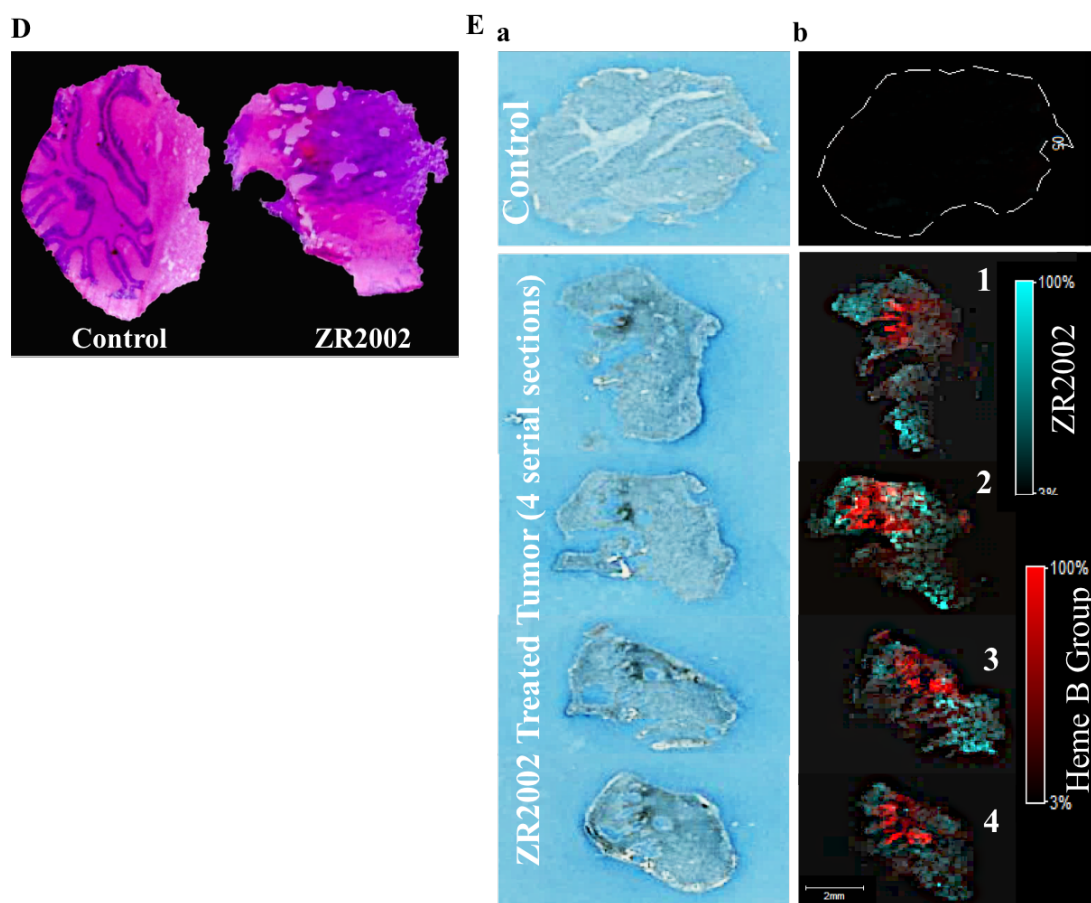 D
Control
ZR2002
E
a
b
Control
05
ZR2002 Treated Tumor (4 serial sections)
1
2
3
4
100%
3%
ZR2002
100%
3%
Heme B Group
2mm